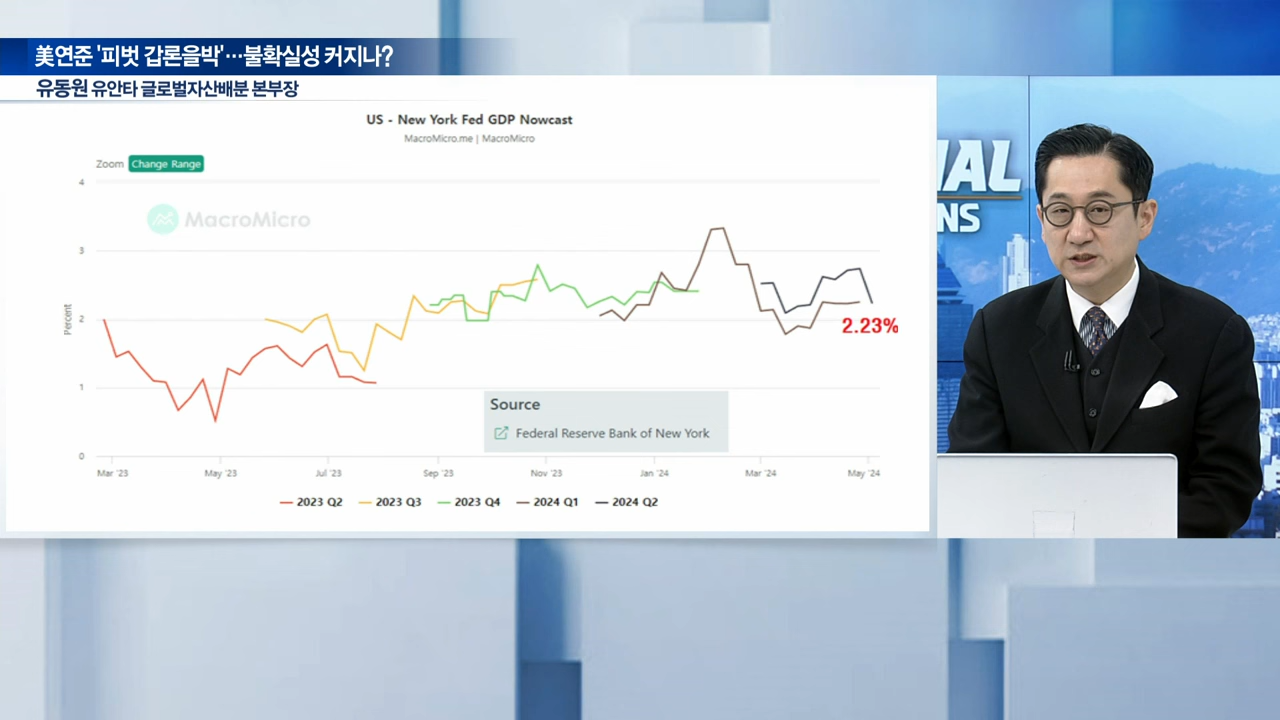 美연준 '피벗 갑론을박'…불확실성 커지나?
유동원 유안타 글로벌자산배분 본부장
US - New York Fed GDP Nowcast
MacroMicro.me | MacroMicro
Zoom Change Range
MacroMicro
4
3
2
1
0
Percent
2.23%
Source
Federal Reserve Bank of New York
Mar '23 May '23 Jul '23 Sep '23 Nov '23 Jan '24 Mar '24 May '24
2023 Q2 2023 Q3 2023 Q4 2024 Q1 2024 Q2